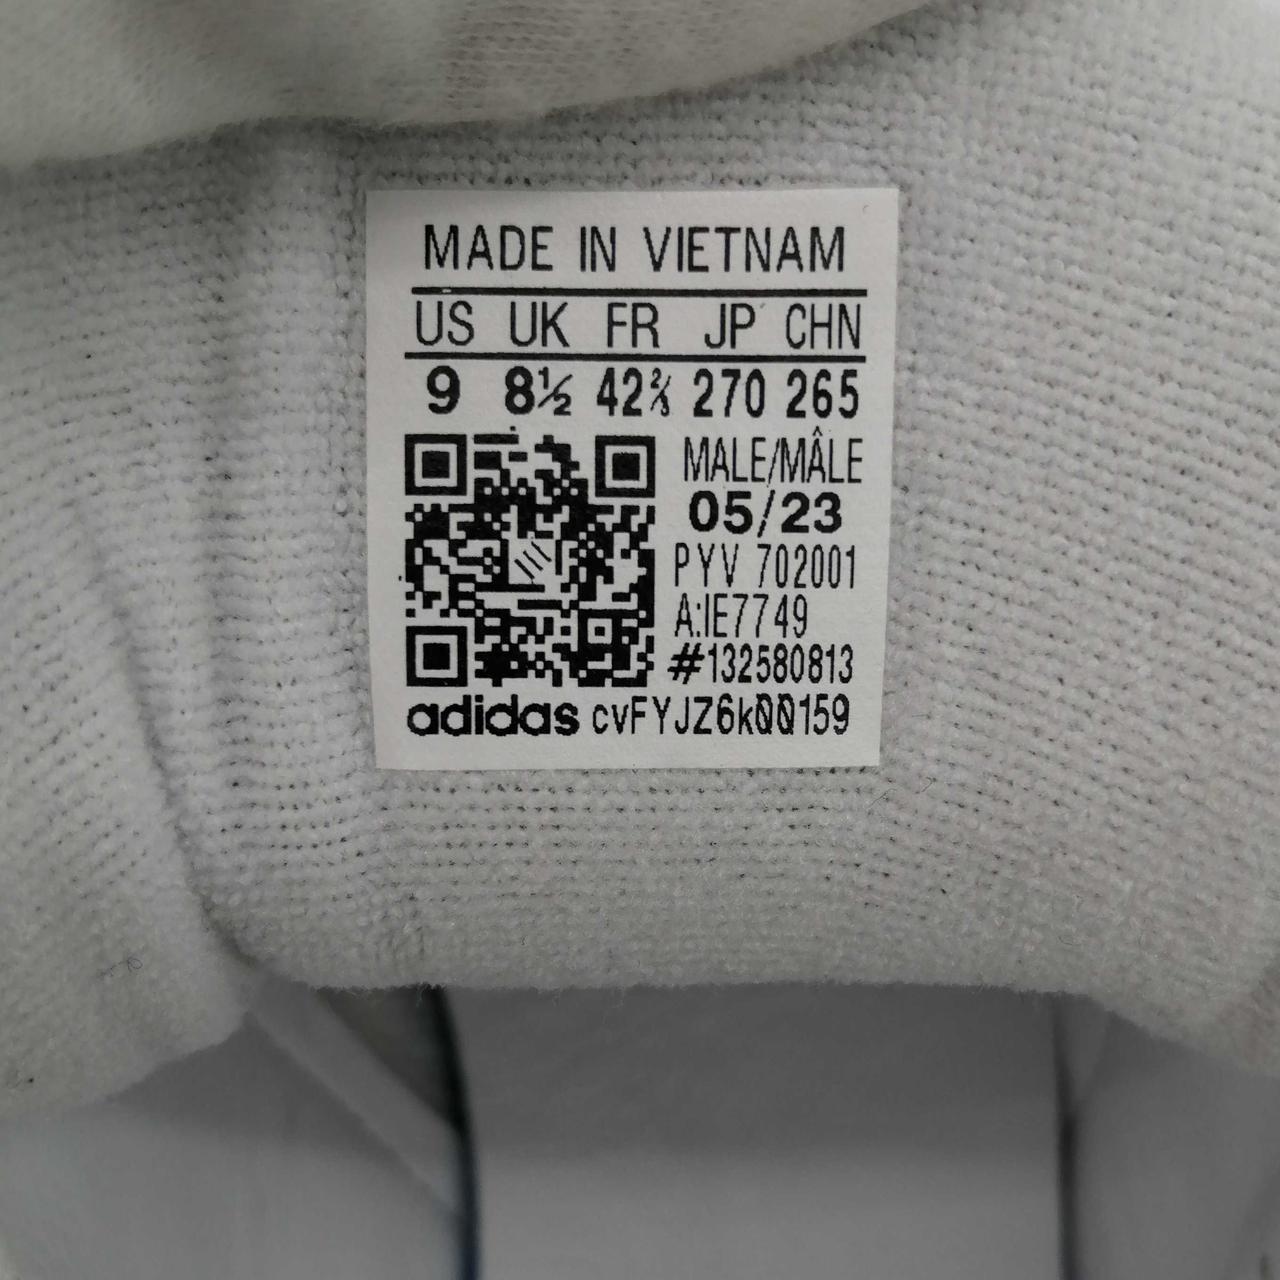 MADE IN VIETNAM
US UK FR JP CHN
9 8½ 42⅔ 270 265
MALE/MÂLE
05/23
PYV 702001
A:IE7749
#132580813
adidas cvFYJZ6k00159